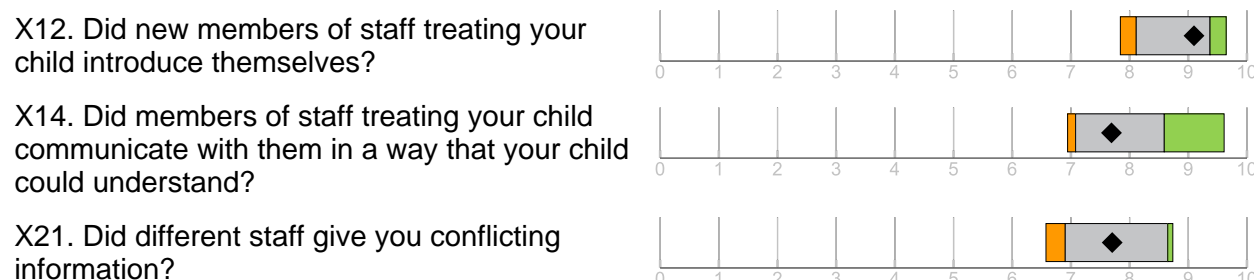 X12. Did new members of staff treating your
child introduce themselves?
0 1 2 3 4 5 6 7 8 9 10
X14. Did members of staff treating your child
communicate with them in a way that your child
could understand?
0 1 2 3 4 5 6 7 8 9 10
X21. Did different staff give you conflicting
information?
0 1 2 3 4 5 6 7 8 9 10